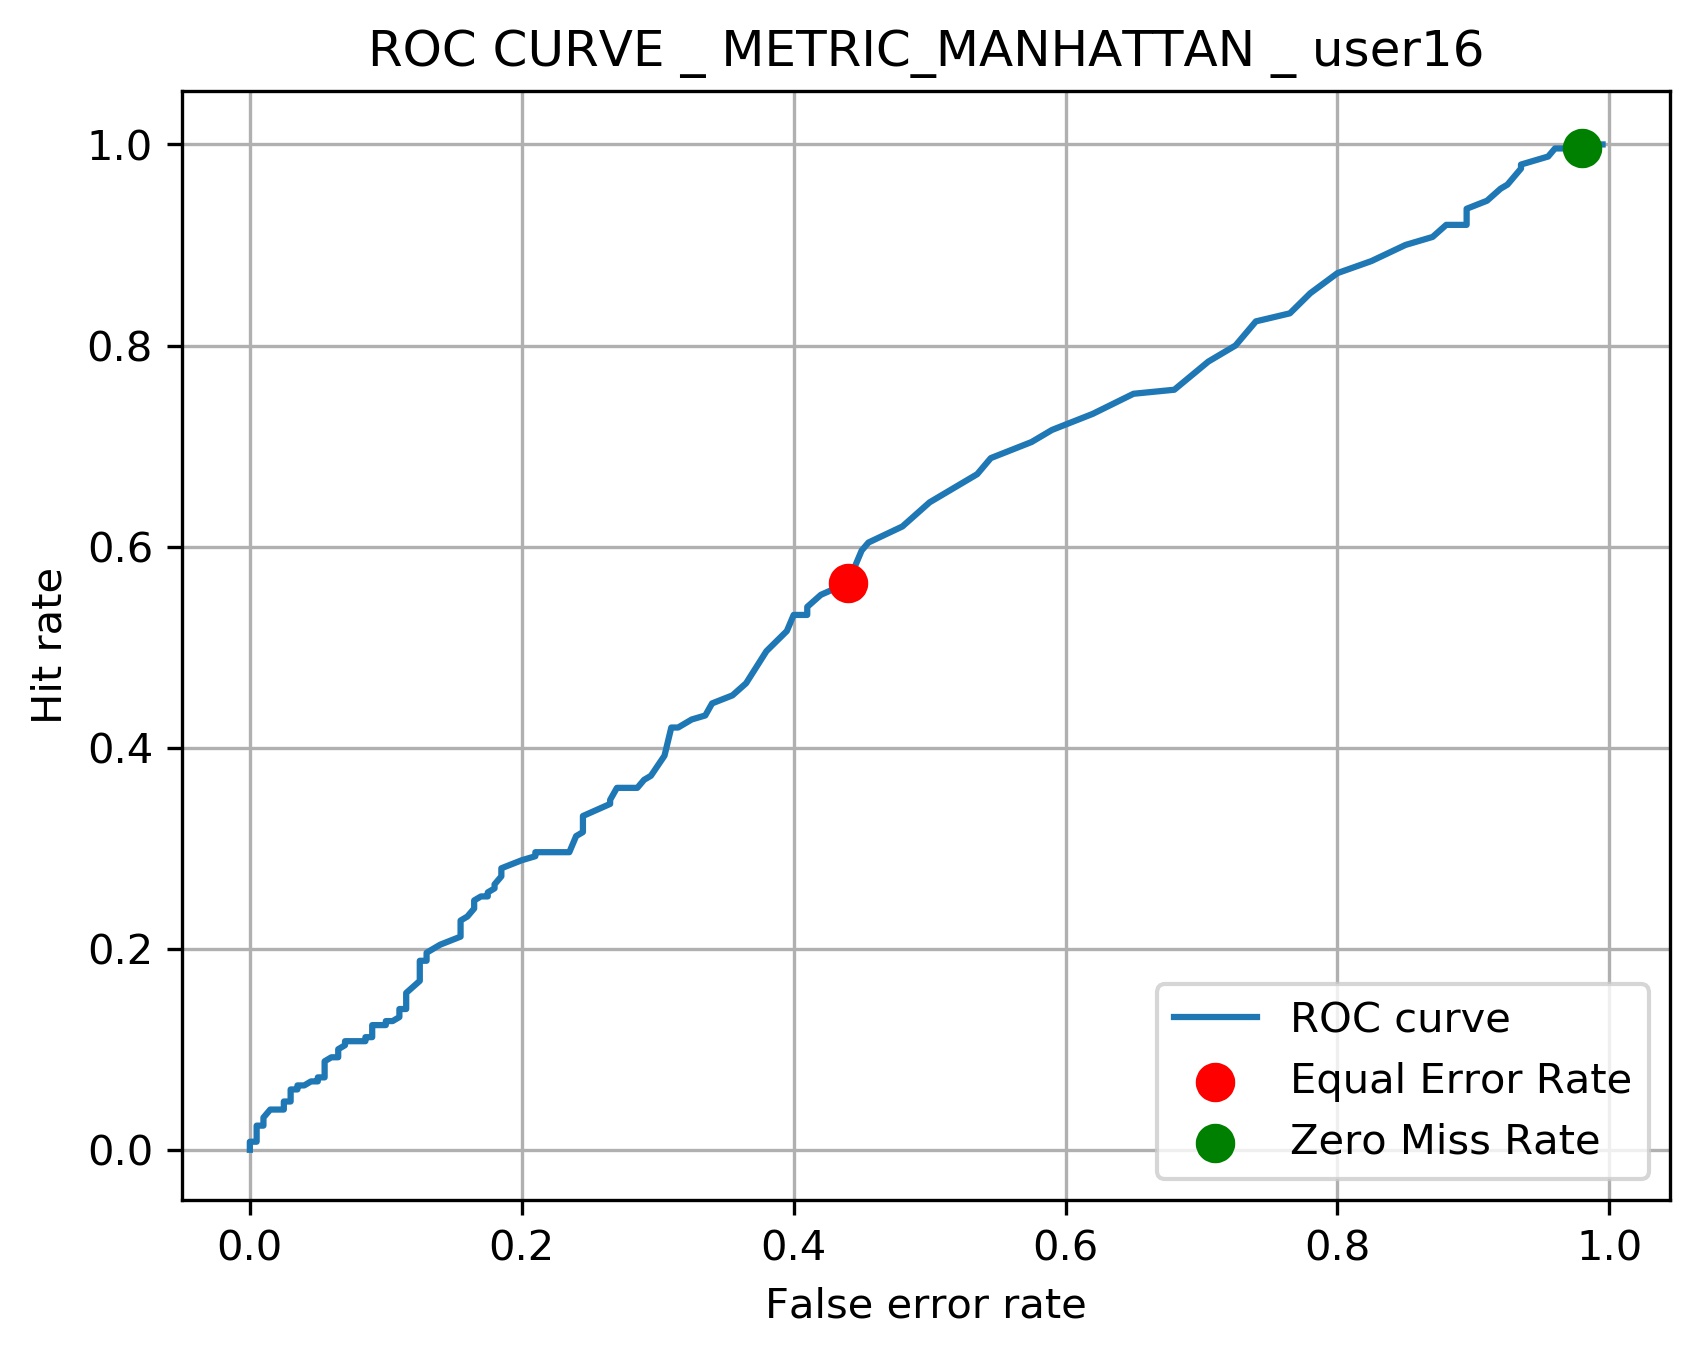 ROC CURVE _ METRIC_MANHATTAN _ user16
1.0
0.8
0.6
0.4
0.2
0.0
Hit rate
0.0 0.2 0.4 0.6 0.8 1.0
False error rate
ROC curve
Equal Error Rate
Zero Miss Rate